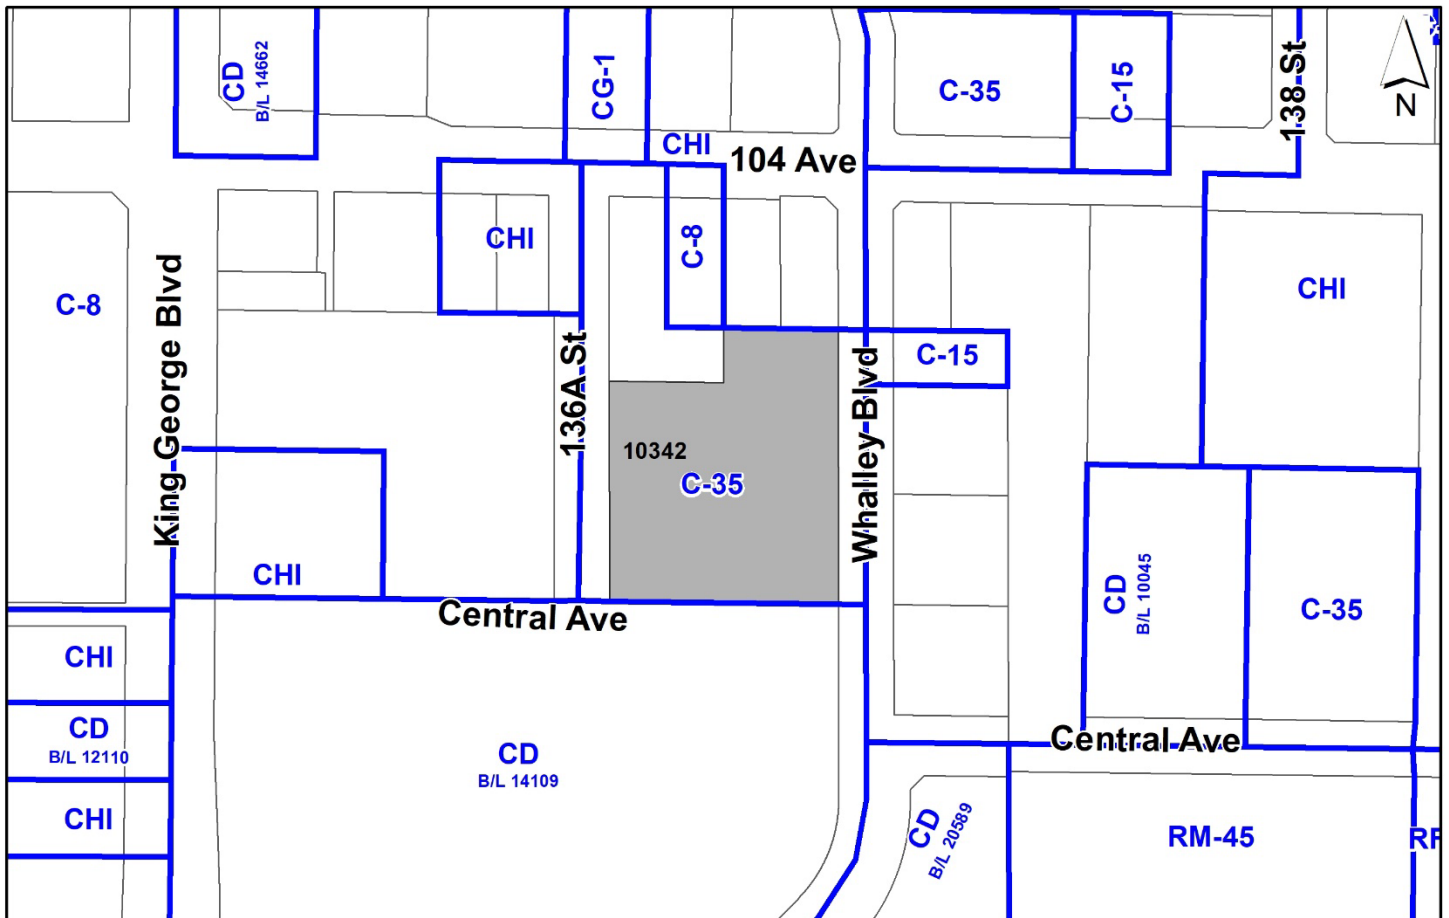 CD
B/L 14662
CG-1
CHI
104 Ave
C-35
C-15
138 St
N
C-8
King George Blvd
CHI
136A St
C-8
Whalley Blvd
C-15
CHI
10342
C-35
CHI
Central Ave
CD
B/L 10045
C-35
CHI
CD
B/L 12110
CHI
CD
B/L 14109
Central Ave
CD
B/L 20589
RM-45